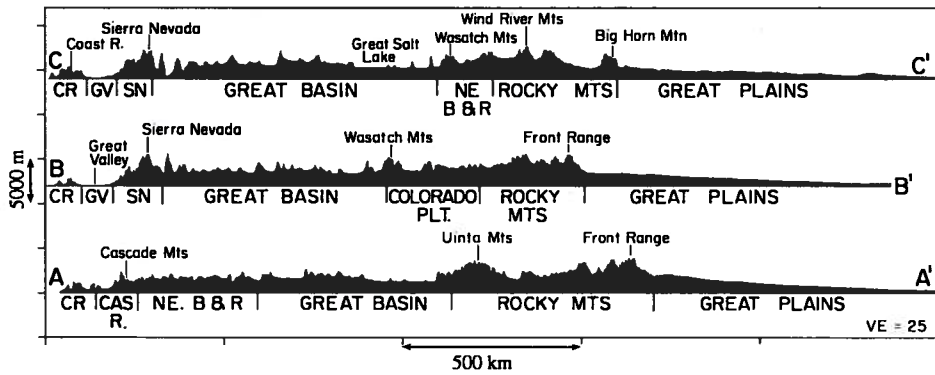 Wind River Mts
Sierra Nevada
Coast R.
Great Salt
Lake
Wasatch Mts
Big Horn Mtn
C
C'
CR GV SN GREAT BASIN NE ROCKY MTS GREAT PLAINS
B & R
Sierra Nevada
Great
Valley
Wasatch Mts
Front Range
B
B'
5000 m
CR GV SN GREAT BASIN COLORADO ROCKY GREAT PLAINS
PLT. MTS
Cascade Mts
Uinta Mts
Front Range
A
A'
CR CAS NE. B & R GREAT BASIN ROCKY MTS GREAT PLAINS
R.
VE = 25
500 km